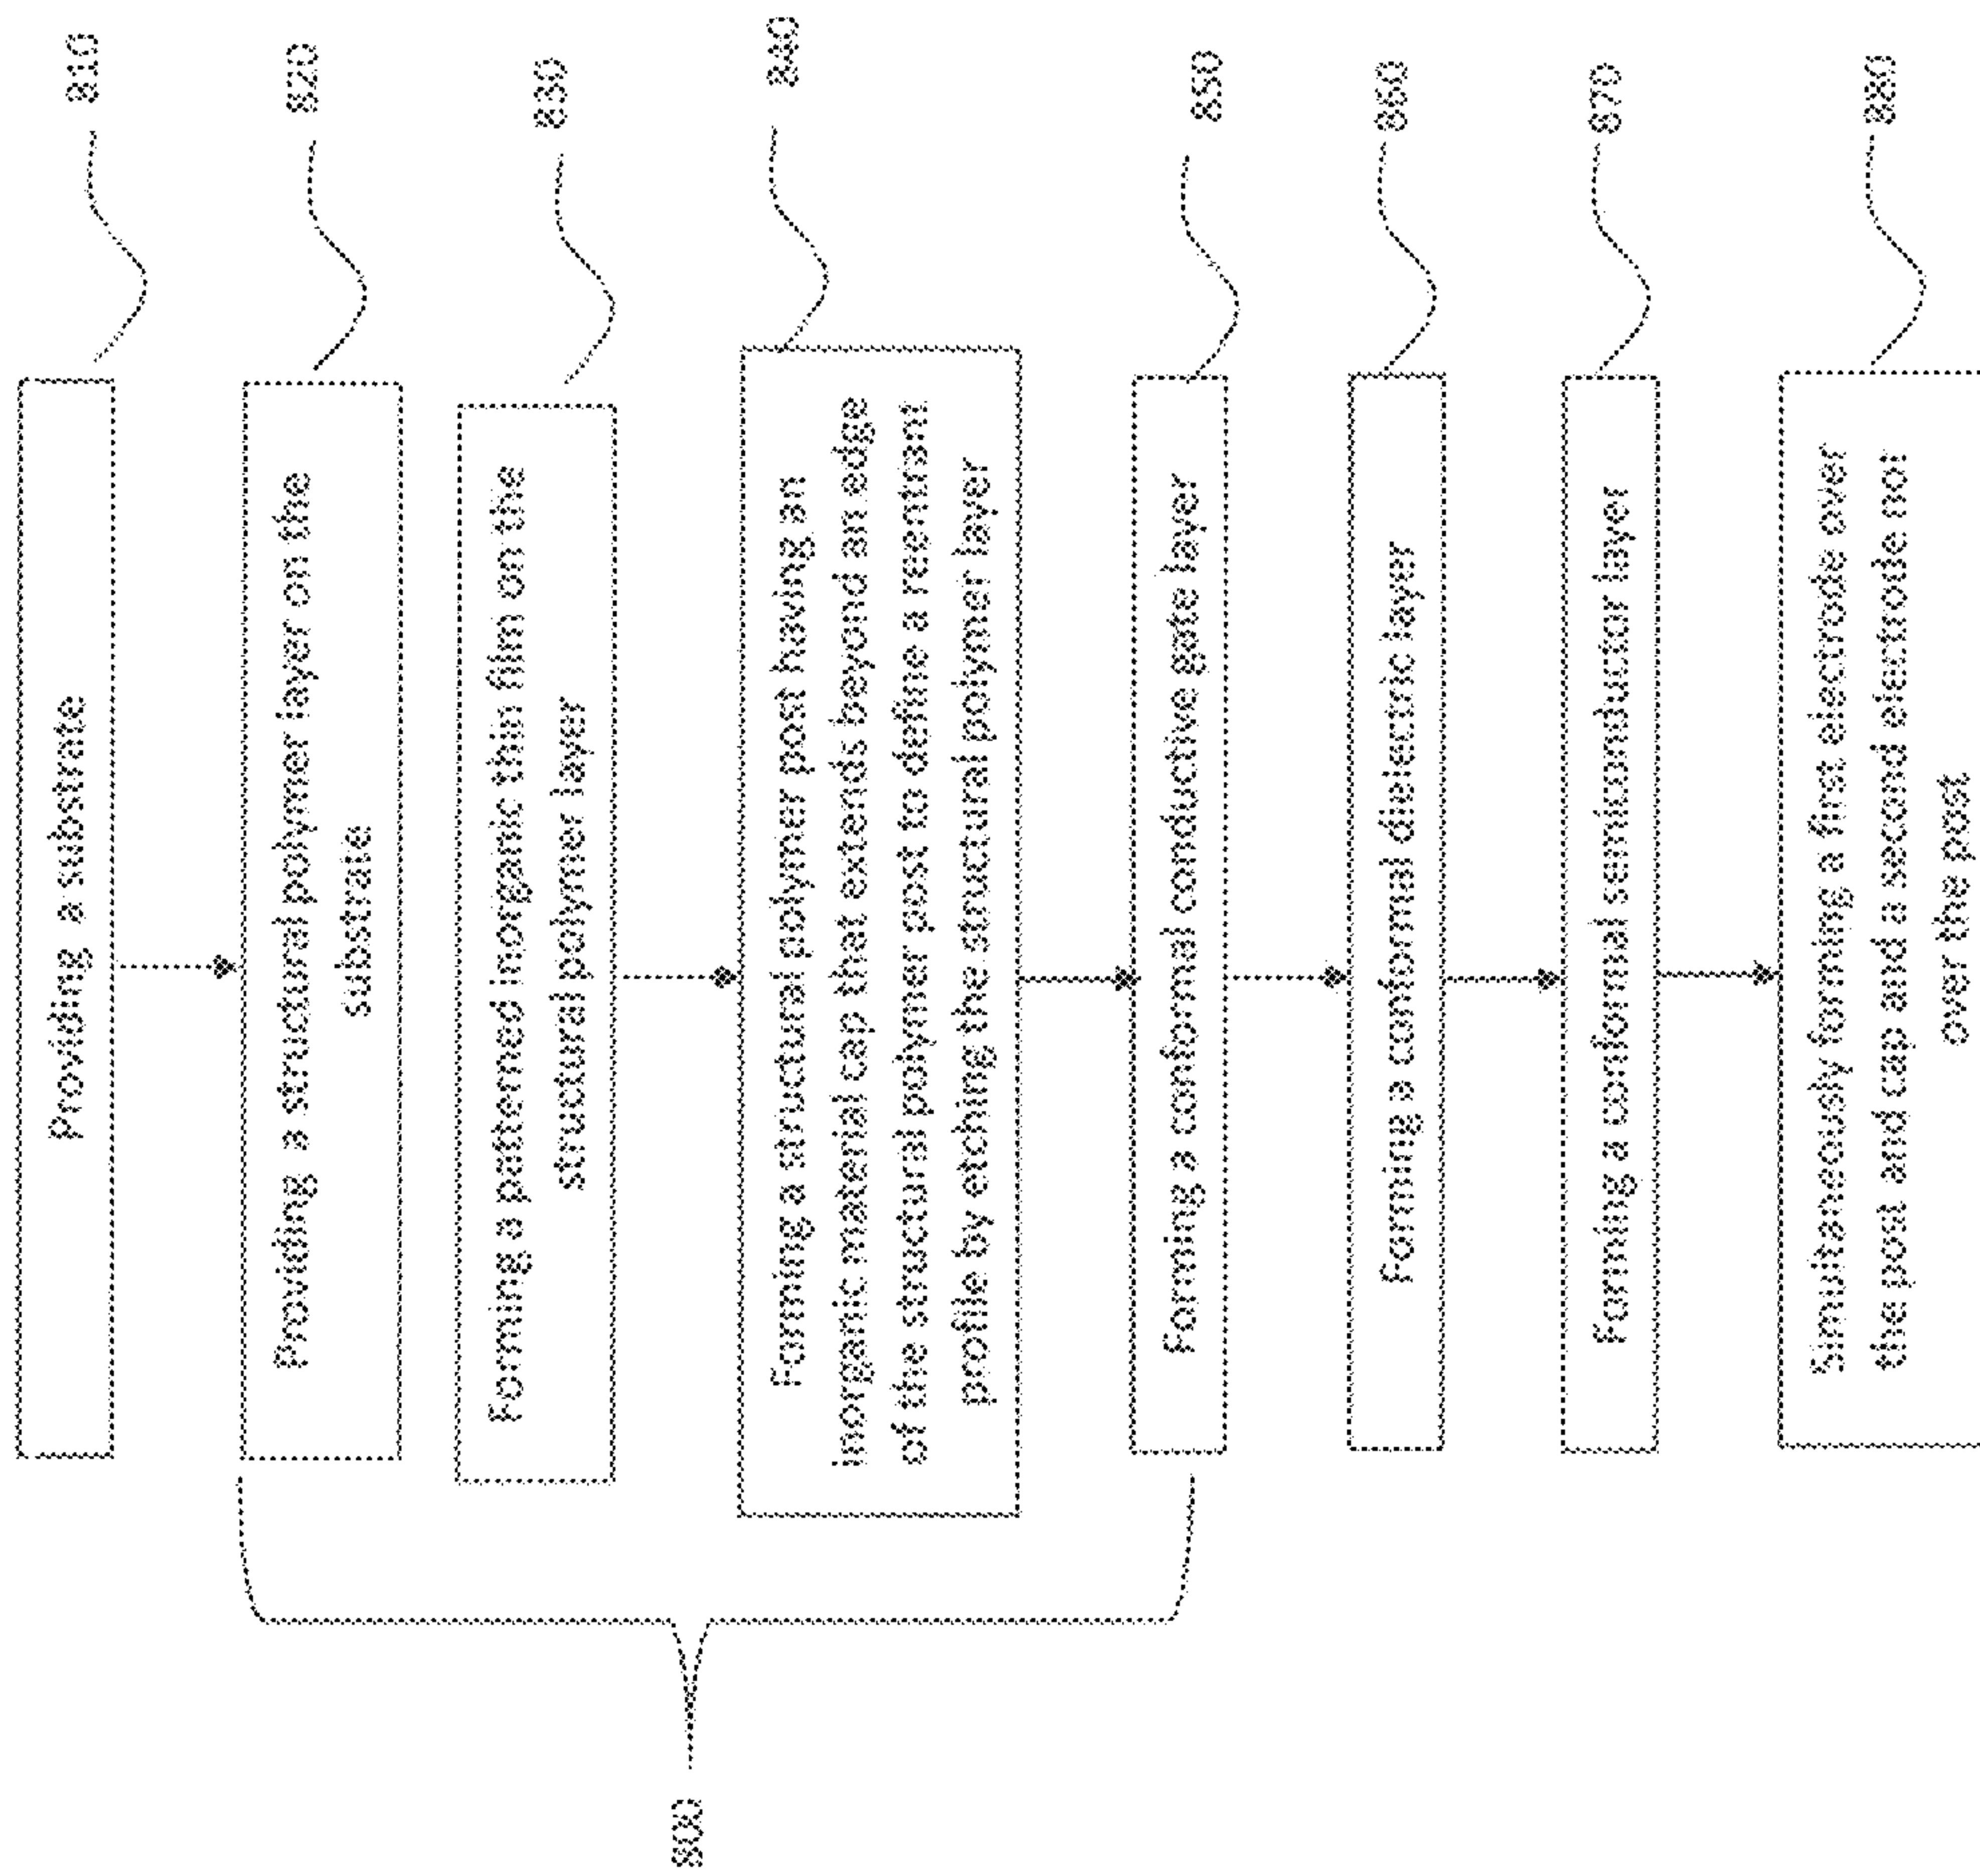 810
Providing a substrate
820
Providing a structural polymer layer on the
substrate
830
Forming a patterned inorganic thin film on the
structural polymer layer
840
Forming a structural polymer post having an
inorganic material cap that extends beyond an edge
of the structural polymer post to define a reentrant
profile by etching the structural polymer layer
850
Forming a conformal conductive gate layer
860
Forming a conformal dielectric layer
870
Forming a conformal semiconductor layer
880
Simultaneously forming a first electrode over
the post and cap and a second electrode not
over the post
800